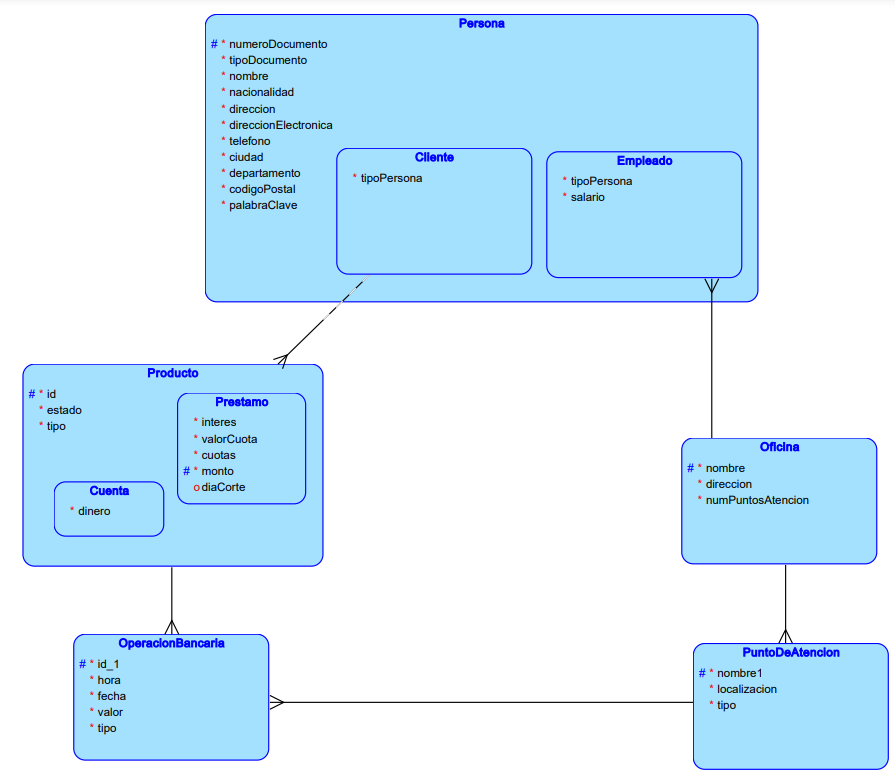 Persona
# * numeroDocumento
* tipoDocumento
* nombre
* nacionalidad
* direccion
* direccionElectronica
* telefono
* ciudad
* departamento
* codigoPostal
* palabraClave
Cliente
* tipoPersona
Empleado
* tipoPersona
* salario
Producto
# * id
* estado
* tipo
Prestamo
* interes
* valorCuota
* cuotas
# * monto
o diaCorte
Cuenta
* dinero
Oficina
# * nombre
* direccion
* numPuntosAtencion
OperacionBancaria
# * id_1
* hora
* fecha
* valor
* tipo
PuntoDeAtencion
# * nombre1
* localizacion
* tipo